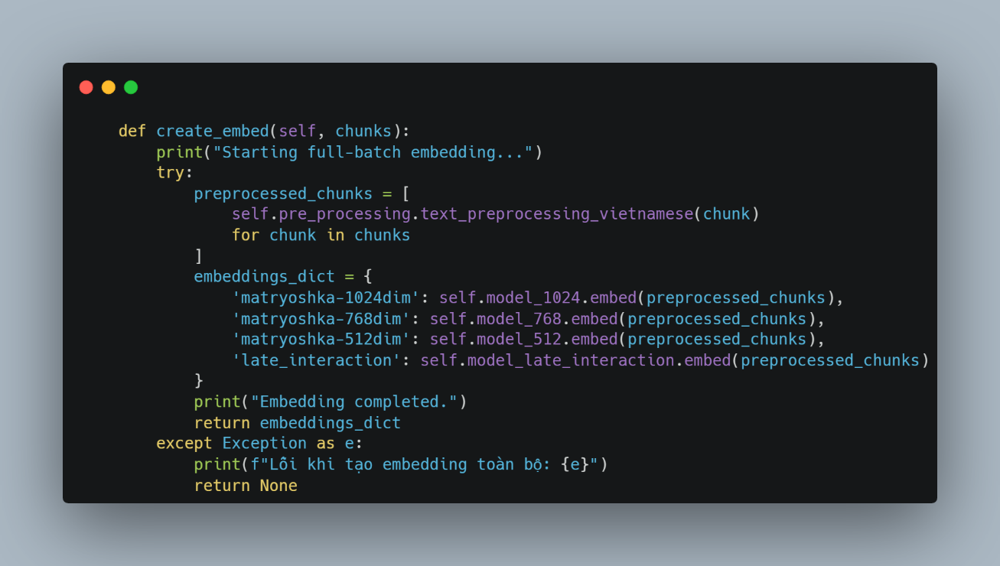 def create_embed(self, chunks):
    print("Starting full-batch embedding...")
    try:
        preprocessed_chunks = [
            self.pre_processing.text_preprocessing_vietnamese(chunk)
            for chunk in chunks
        ]
        embeddings_dict = {
            'matryoshka-1024dim': self.model_1024.embed(preprocessed_chunks),
            'matryoshka-768dim': self.model_768.embed(preprocessed_chunks),
            'matryoshka-512dim': self.model_512.embed(preprocessed_chunks),
            'late_interaction': self.model_late_interaction.embed(preprocessed_chunks)
        }
        print("Embedding completed.")
        return embeddings_dict
    except Exception as e:
        print(f"Lỗi khi tạo embedding toàn bộ: {e}")
        return None